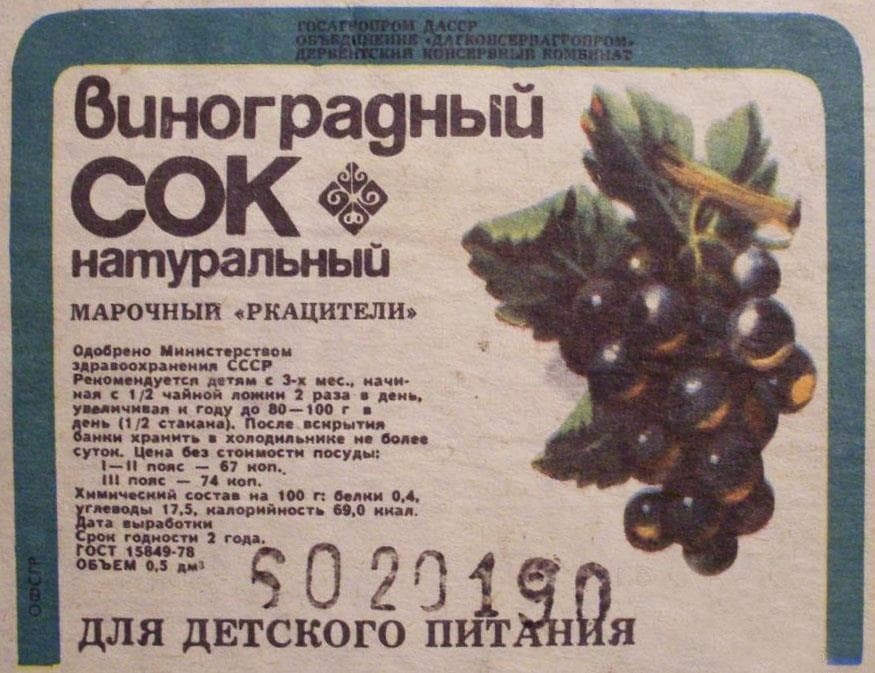 ГОСАГРОПРОМ ДАССР
ОБЪЕДИНЕНИЕ «ДАГКОНСЕРВАГРОПРОМ»
ДЕРБЕНТСКИЙ КОНСЕРВНЫЙ КОМБИНАТ
виноградный
СОК
натуральный
МАРОЧНЫЙ «РКАЦИТЕЛИ»
Одобрено Министерством
здравоохранения СССР
Рекомендуется детям с 3-х мес., начи-
ная с 1/2 чайной ложки 2 раза в день,
увеличивая к году до 80—100 г в
день (1/2 стакана). После вскрытия
банки хранить в холодильнике не более
суток. Цена без стоимости посуды:
I—II пояс — 67 коп.
III пояс — 74 коп.
Химический состав на 100 г: белки 0,4,
углеводы 17,5, калорийность 69,0 ккал.
Дата выработки
Срок годности 2 года.
ГОСТ 15849-78
ОБЪЕМ 0,5 дм³
190
ДЛЯ ДЕТСКОГО ПИТАНИЯ